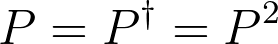 P = P† = P²